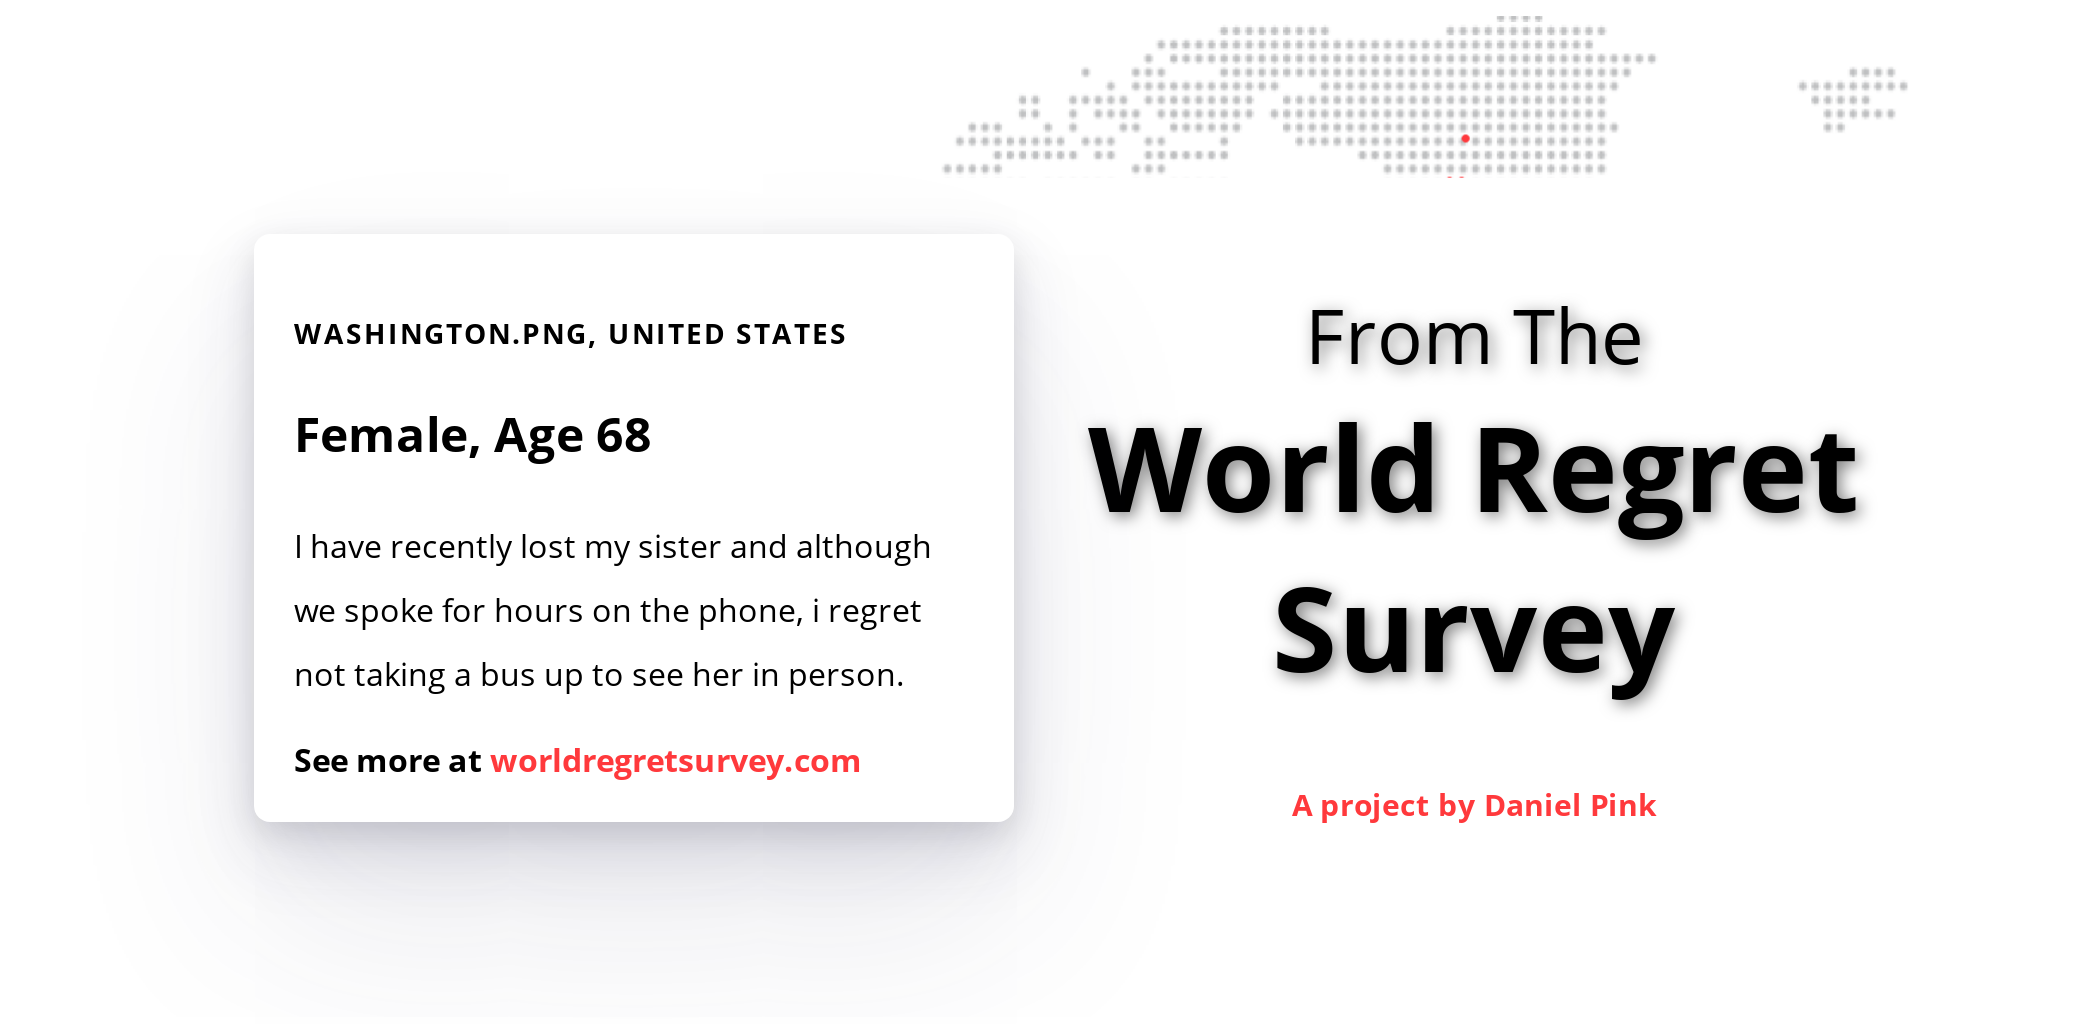 WASHINGTON.PNG, UNITED STATES
Female, Age 68
I have recently lost my sister and although
we spoke for hours on the phone, i regret
not taking a bus up to see her in person.
See more at worldregretsurvey.com
From The
World Regret
Survey
A project by Daniel Pink